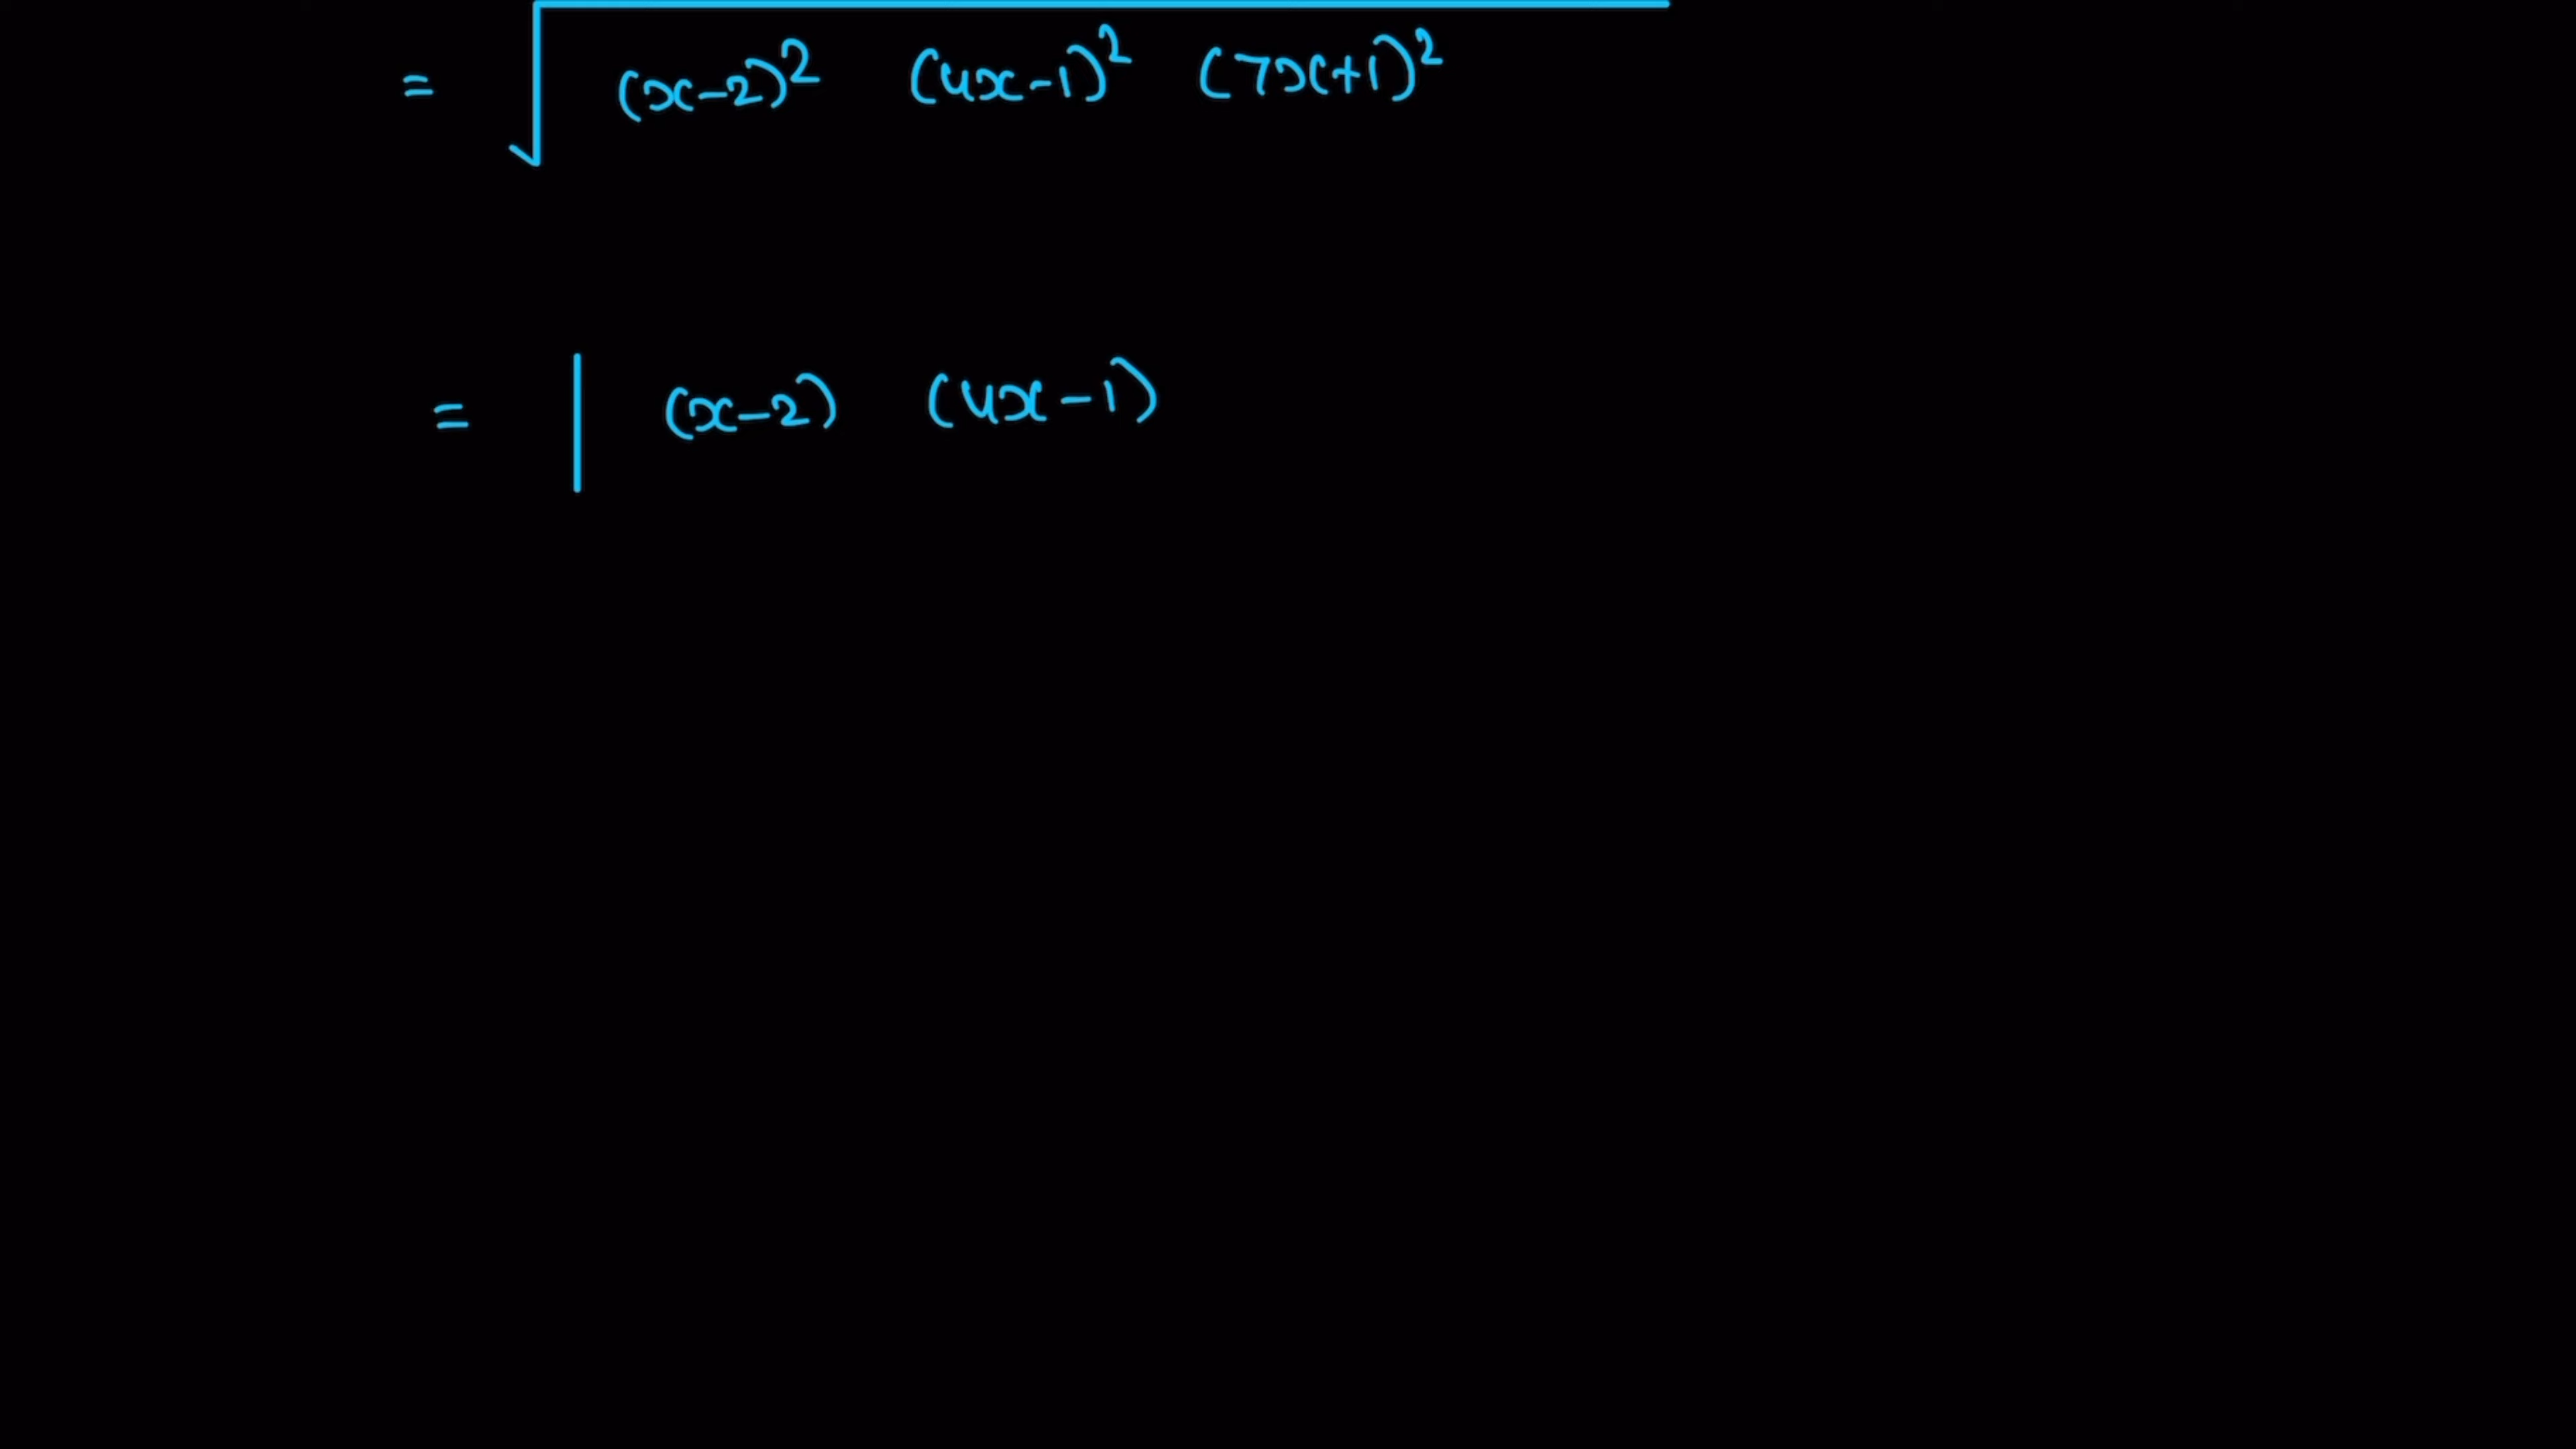 = √(x-2)² (4x-1)² (7x+1)²
= | (x-2) (4x-1)